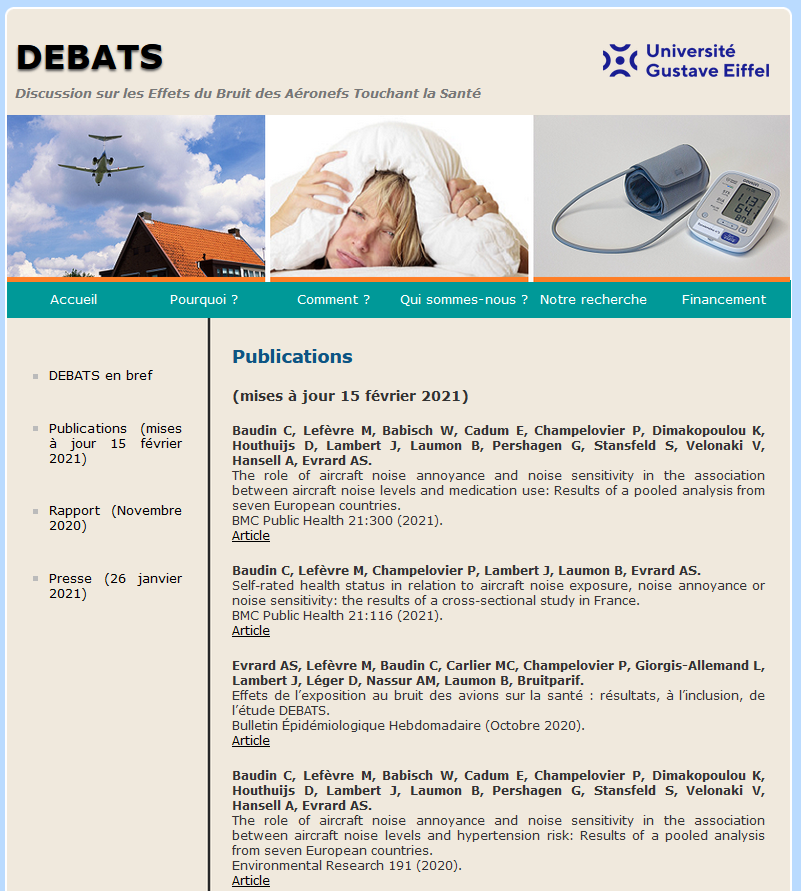 DEBATS
Université
Gustave Eiffel
Discussion sur les Effets du Bruit des Aéronefs Touchant la Santé
Accueil
Pourquoi ?
Comment ?
Qui sommes-nous ?
Notre recherche
Financement
DEBATS en bref
Publications (mises
à jour 15 février
2021)
Rapport (Novembre
2020)
Presse (26 janvier
2021)
Publications
(mises à jour 15 février 2021)
Baudin C, Lefèvre M, Babisch W, Cadum E, Champelovier P, Dimakopoulou K,
Houthuijs D, Lambert J, Laumon B, Pershagen G, Stansfeld S, Velonaki V,
Hansell A, Evrard AS.
The role of aircraft noise annoyance and noise sensitivity in the association
between aircraft noise levels and medication use: Results of a pooled analysis from
seven European countries.
BMC Public Health 21:300 (2021).
Article
Baudin C, Lefèvre M, Champelovier P, Lambert J, Laumon B, Evrard AS.
Self-rated health status in relation to aircraft noise exposure, noise annoyance or
noise sensitivity: the results of a cross-sectional study in France.
BMC Public Health 21:116 (2021).
Article
Evrard AS, Lefèvre M, Baudin C, Carlier MC, Champelovier P, Giorgis-Allemand L,
Lambert J, Léger D, Nassur AM, Laumon B, Bruitparif.
Effets de l’exposition au bruit des avions sur la santé : résultats, à l’inclusion, de
l’étude DEBATS.
Bulletin Épidémiologique Hebdomadaire (Octobre 2020).
Article
Baudin C, Lefèvre M, Babisch W, Cadum E, Champelovier P, Dimakopoulou K,
Houthuijs D, Lambert J, Laumon B, Pershagen G, Stansfeld S, Velonaki V,
Hansell A, Evrard AS.
The role of aircraft noise annoyance and noise sensitivity in the association
between aircraft noise levels and hypertension risk: Results of a pooled analysis
from seven European countries.
Environmental Research 191 (2020).
Article